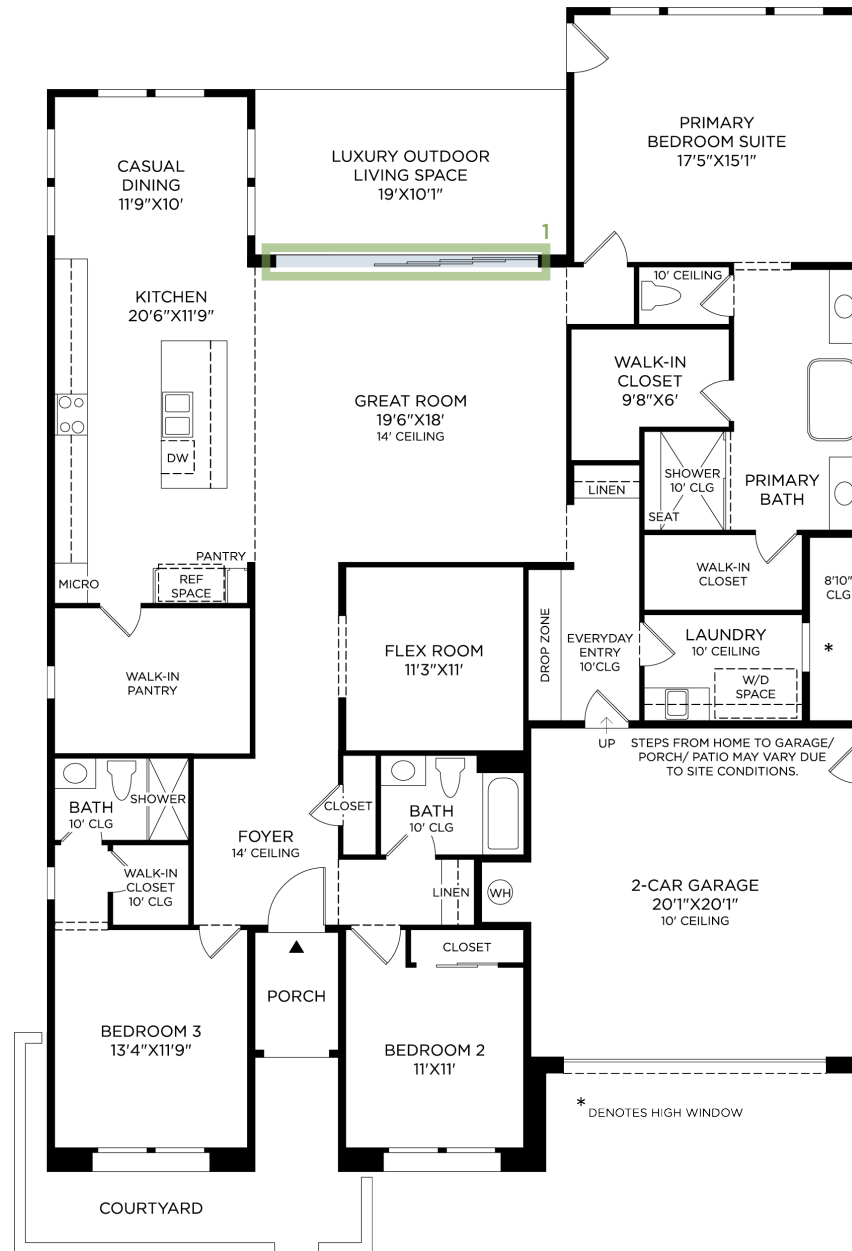 PRIMARY
BEDROOM SUITE
17'5"X15'1"
CASUAL
DINING
11'9"X10'
LUXURY OUTDOOR
LIVING SPACE
19'X10'1"
1
10' CEILING
KITCHEN
20'6"X11'9"
WALK-IN
CLOSET
9'8"X6'
GREAT ROOM
19'6"X18'
14' CEILING
DW
SHOWER
10' CLG
SEAT
PRIMARY
BATH
LINEN
PANTRY
MICRO
REF
SPACE
WALK-IN
CLOSET
8'10"
CLG
*
WALK-IN
PANTRY
FLEX ROOM
11'3"X11'
DROP ZONE
EVERYDAY
ENTRY
10'CLG
LAUNDRY
10' CEILING
W/D
SPACE
UP
STEPS FROM HOME TO GARAGE/
PORCH/ PATIO MAY VARY DUE
TO SITE CONDITIONS.
BATH
10' CLG
SHOWER
CLOSET
BATH
10' CLG
FOYER
14' CEILING
WALK-IN
CLOSET
10' CLG
LINEN
WH
2-CAR GARAGE
20'1"X20'1"
10' CEILING
CLOSET
PORCH
BEDROOM 3
13'4"X11'9"
BEDROOM 2
11'X11'
* DENOTES HIGH WINDOW
COURTYARD